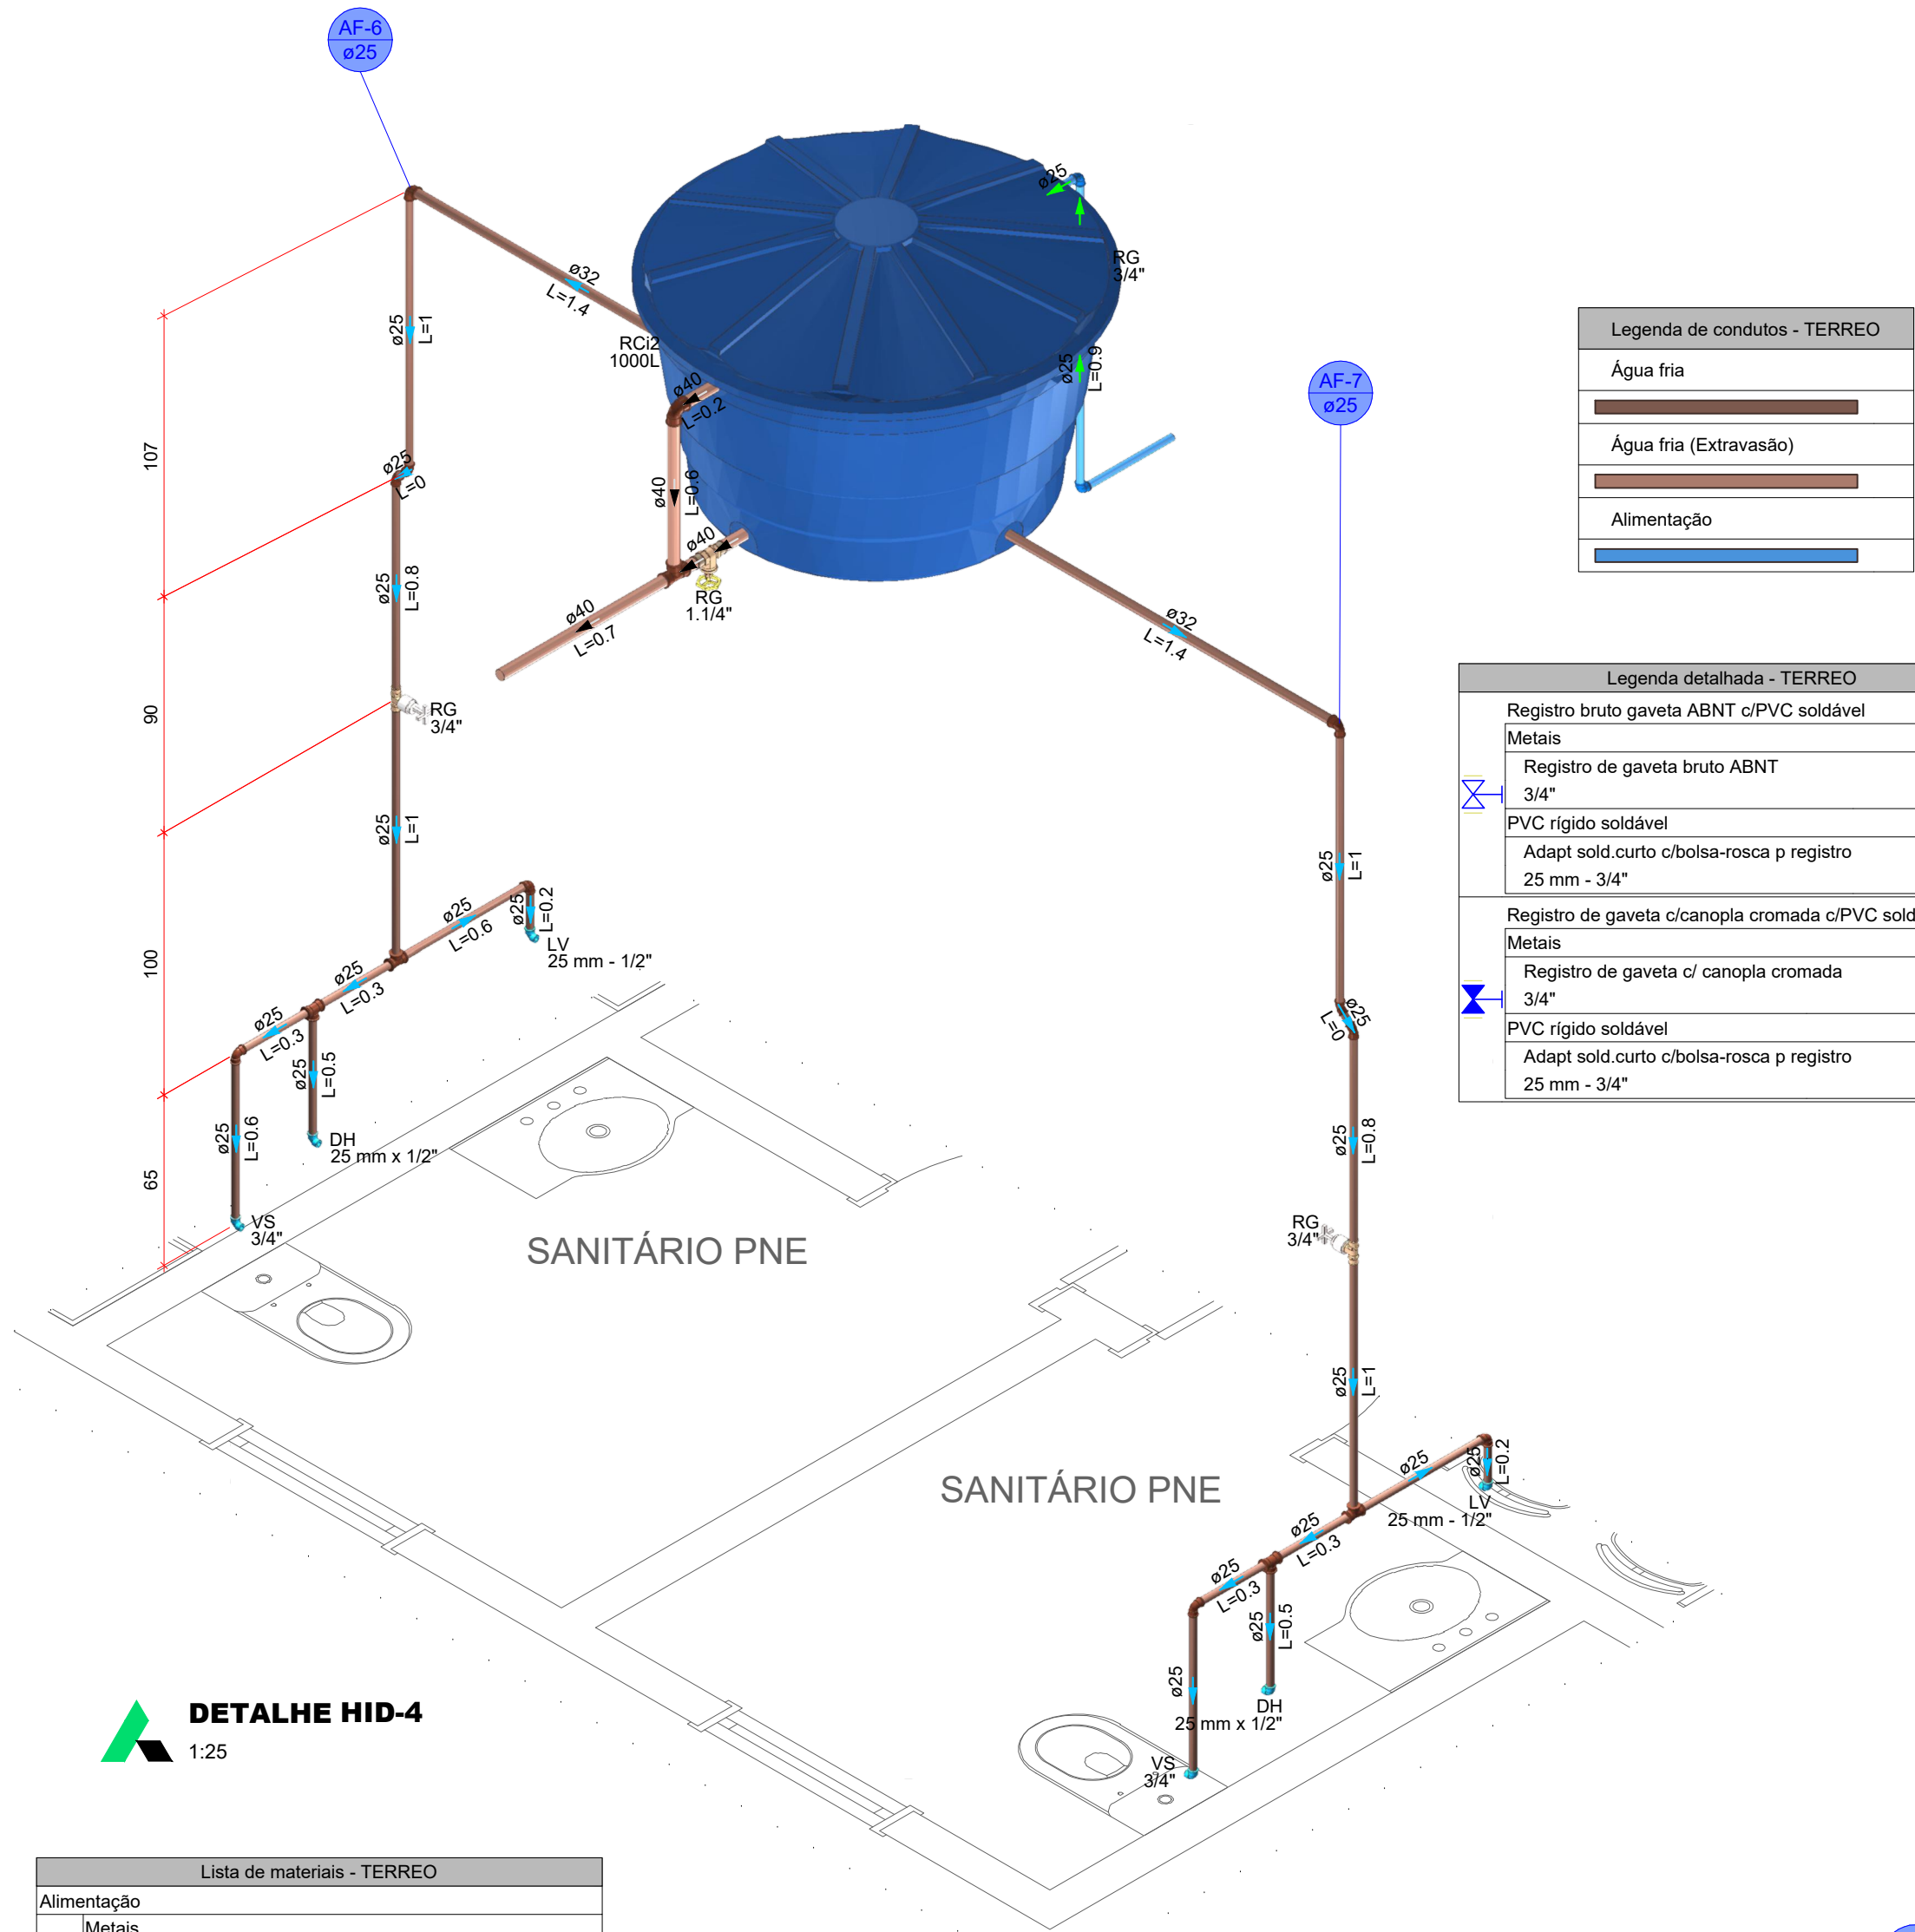 AF-6
ø25
ø32
L=1.4
ø25
L=1
RCi2
1000L
ø25
RG
3/4"
ø25
L=0.9
ø40
L=0.2
ø40
L=0.6
ø40
RG
1.1/4"
ø40
L=0.7
107
ø25
L=0
ø25
L=0.8
90
RG
3/4"
ø25
L=1
100
ø25
L=0.6
ø25
L=0.2
LV
25 mm - 1/2"
ø25
L=0.3
ø25
L=0.3
ø25
L=0.5
DH
25 mm x 1/2"
65
ø25
L=0.6
VS
3/4"
SANITÁRIO PNE
AF-7
ø25
ø32
L=1.4
ø25
L=1
ø25
L=0
ø25
L=0.8
RG
3/4"
ø25
L=1
SANITÁRIO PNE
ø25
ø25
L=0.2
LV
25 mm - 1/2"
ø25
L=0.3
ø25
L=0.3
ø25
L=0.5
DH
25 mm x 1/2"
ø25
VS
3/4"
Legenda de condutos - TERREO
Água fria
Água fria (Extravasão)
Alimentação
Legenda detalhada - TERREO
Registro bruto gaveta ABNT c/PVC soldável
Metais
Registro de gaveta bruto ABNT
3/4"
PVC rígido soldável
Adapt sold.curto c/bolsa-rosca p registro
25 mm - 3/4"
Registro de gaveta c/canopla cromada c/PVC sold
Metais
Registro de gaveta c/ canopla cromada
3/4"
PVC rígido soldável
Adapt sold.curto c/bolsa-rosca p registro
25 mm - 3/4"
DETALHE HID-4
1:25
Lista de materiais - TERREO
Alimentação
Metais